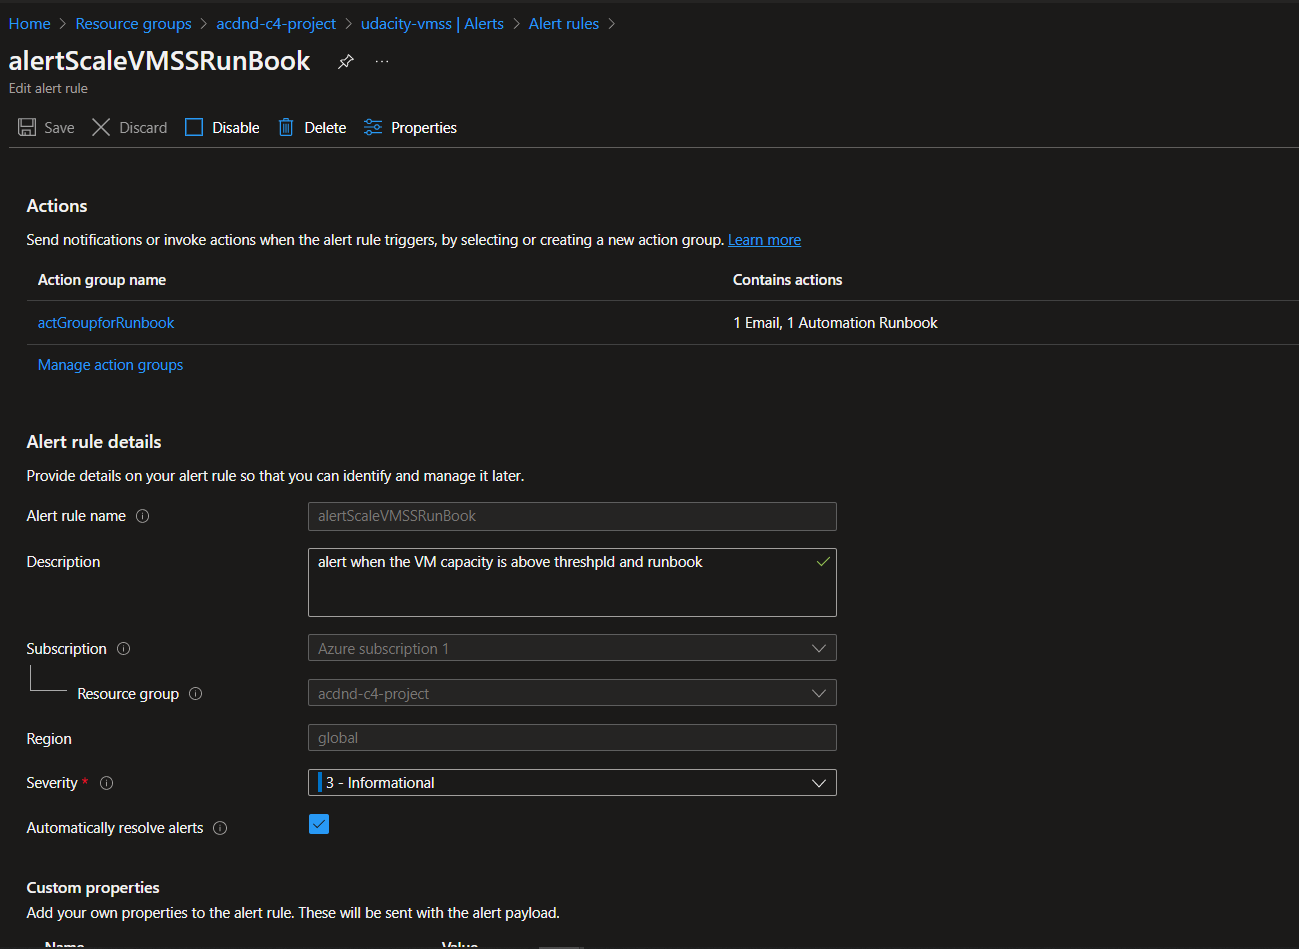 Home > Resource groups > acdnd-c4-project > udacity-vmss | Alerts > Alert rules >
alertScaleVMSSRunBook ...
Edit alert rule
Save Discard Disable Delete Properties
Actions
Send notifications or invoke actions when the alert rule triggers, by selecting or creating a new action group. Learn more
Action group name Contains actions
actGroupforRunbook 1 Email, 1 Automation Runbook
Manage action groups
Alert rule details
Provide details on your alert rule so that you can identify and manage it later.
Alert rule name alertScaleVMSSRunBook
Description alert when the VM capacity is above threshpld and runbook
Subscription Azure subscription 1
Resource group acdnd-c4-project
Region global
Severity * 3 - Informational
Automatically resolve alerts
Custom properties
Add your own properties to the alert rule. These will be sent with the alert payload.
Name Value